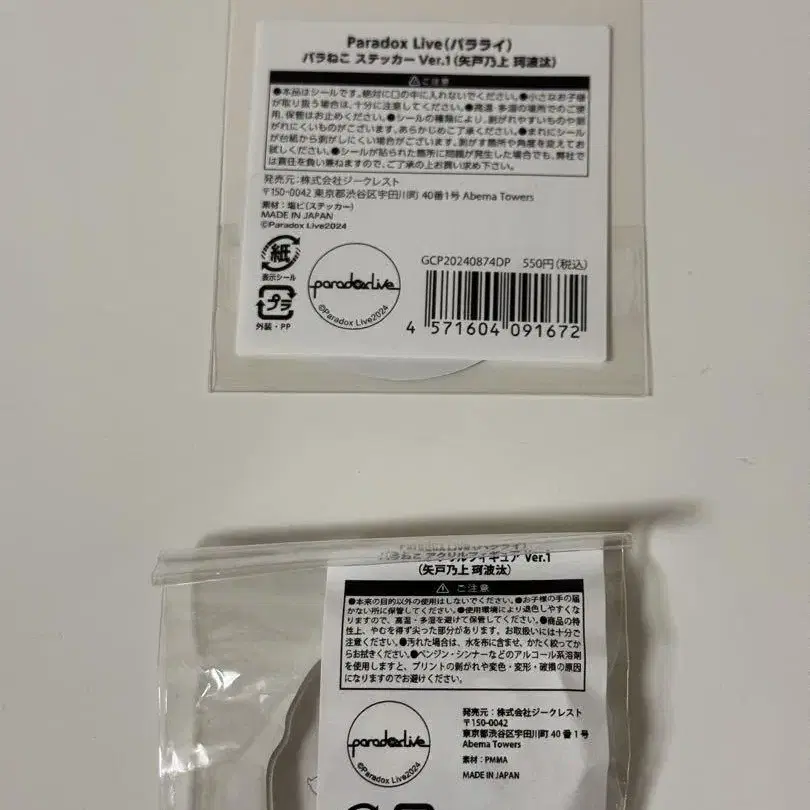 Paradox Live(パラライ)
パラねこ ステッカー Ver.1(矢戸乃上 珂波汰)
⚠ご注意
●本品はシールです。絶対に口の中に入れないでください。●小さなお子様
が取り扱う場合は、十分に注意してください。●高温・多湿の場所でのご使
用、保管はお止めください。●シールの種類により、剥がれやすいものや剥
がれにくいものがございます。あらかじめご了承ください。●まれにシール
が台紙から剥がしにくい場合がございます。剥がす箇所や角度を変えてお
試しください。●シールが貼られた箇所に問題が発生した場合でも、弊社で
は責任を負い兼ねますので、ご了承の上お買い求め下さい。
発売元:株式会社ジークレスト
〒150-0042 東京都渋谷区宇田川町 40番1号 Abema Towers
素材:塩ビ(ステッカー)
MADE IN JAPAN
©Paradox Live2024
紙
表示シール
プラ
外装・PP
paradoxlive
©Paradox Live2024
GCP20240874DP 550円(税込)
4 571604 091672
Paradox Live(パラライ)
パラねこ アクリルフィギュア Ver.1
(矢戸乃上 珂波汰)
⚠ ご注意
●本来の目的以外の使用はしないでください。●お子様の手の届
かない所に保管してください。●使用環境により退色しやすくな
りますので、高温・多湿を避けて保管してください。●商品の特
性上、やむを得ず尖った部分があります。お取扱いには十分ご
注意ください。●汚れた場合は、水を布に含ませ、かたく絞ってか
らお拭きください。●ベンジン・シンナーなどのアルコール系溶剤
を使用しますと、プリントの剥がれや変色・変形・破損の原因
になりますのでお避けください。
paradoxlive
©Paradox Live2024
発売元:株式会社ジークレスト
〒150-0042
東京都渋谷区宇田川町 40 番 1 号
Abema Towers
素材:PMMA
MADE IN JAPAN